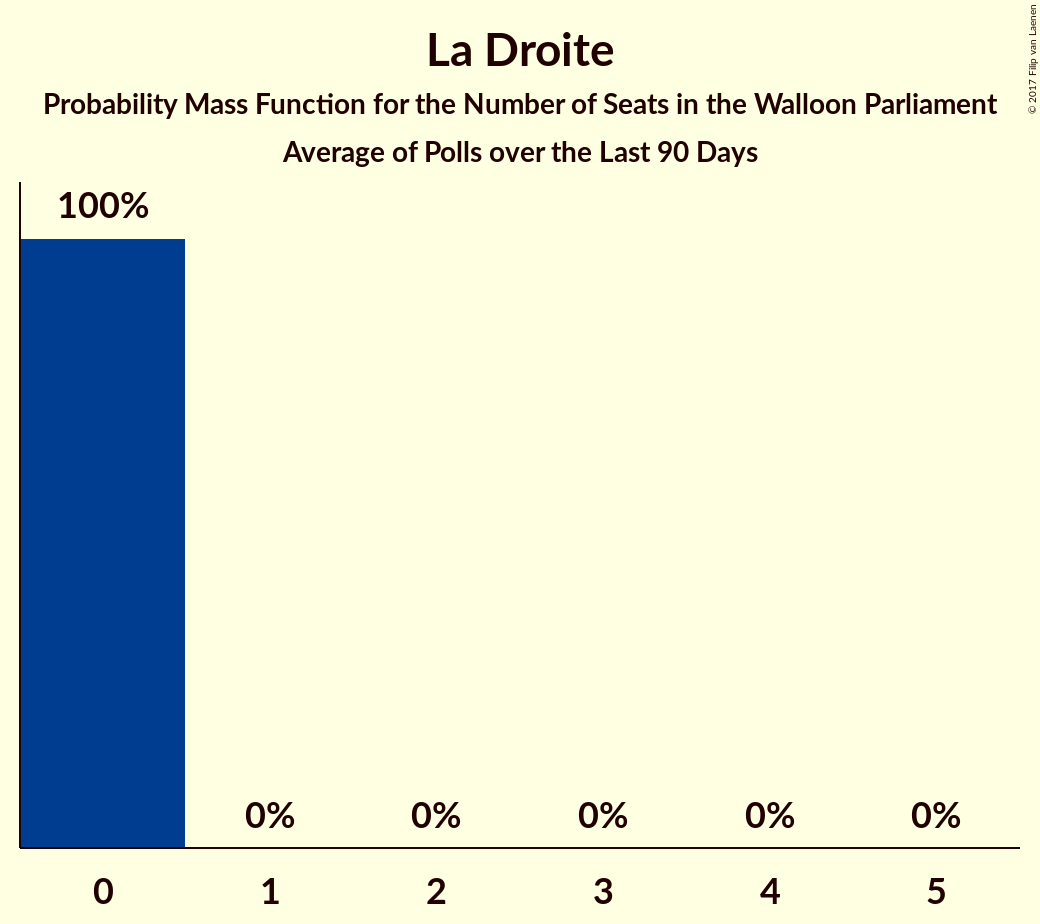 La Droite
Probability Mass Function for the Number of Seats in the Walloon Parliament
Average of Polls over the Last 90 Days
© 2017 Filip van Laenen
100%
0% 0% 0% 0% 0%
0 1 2 3 4 5